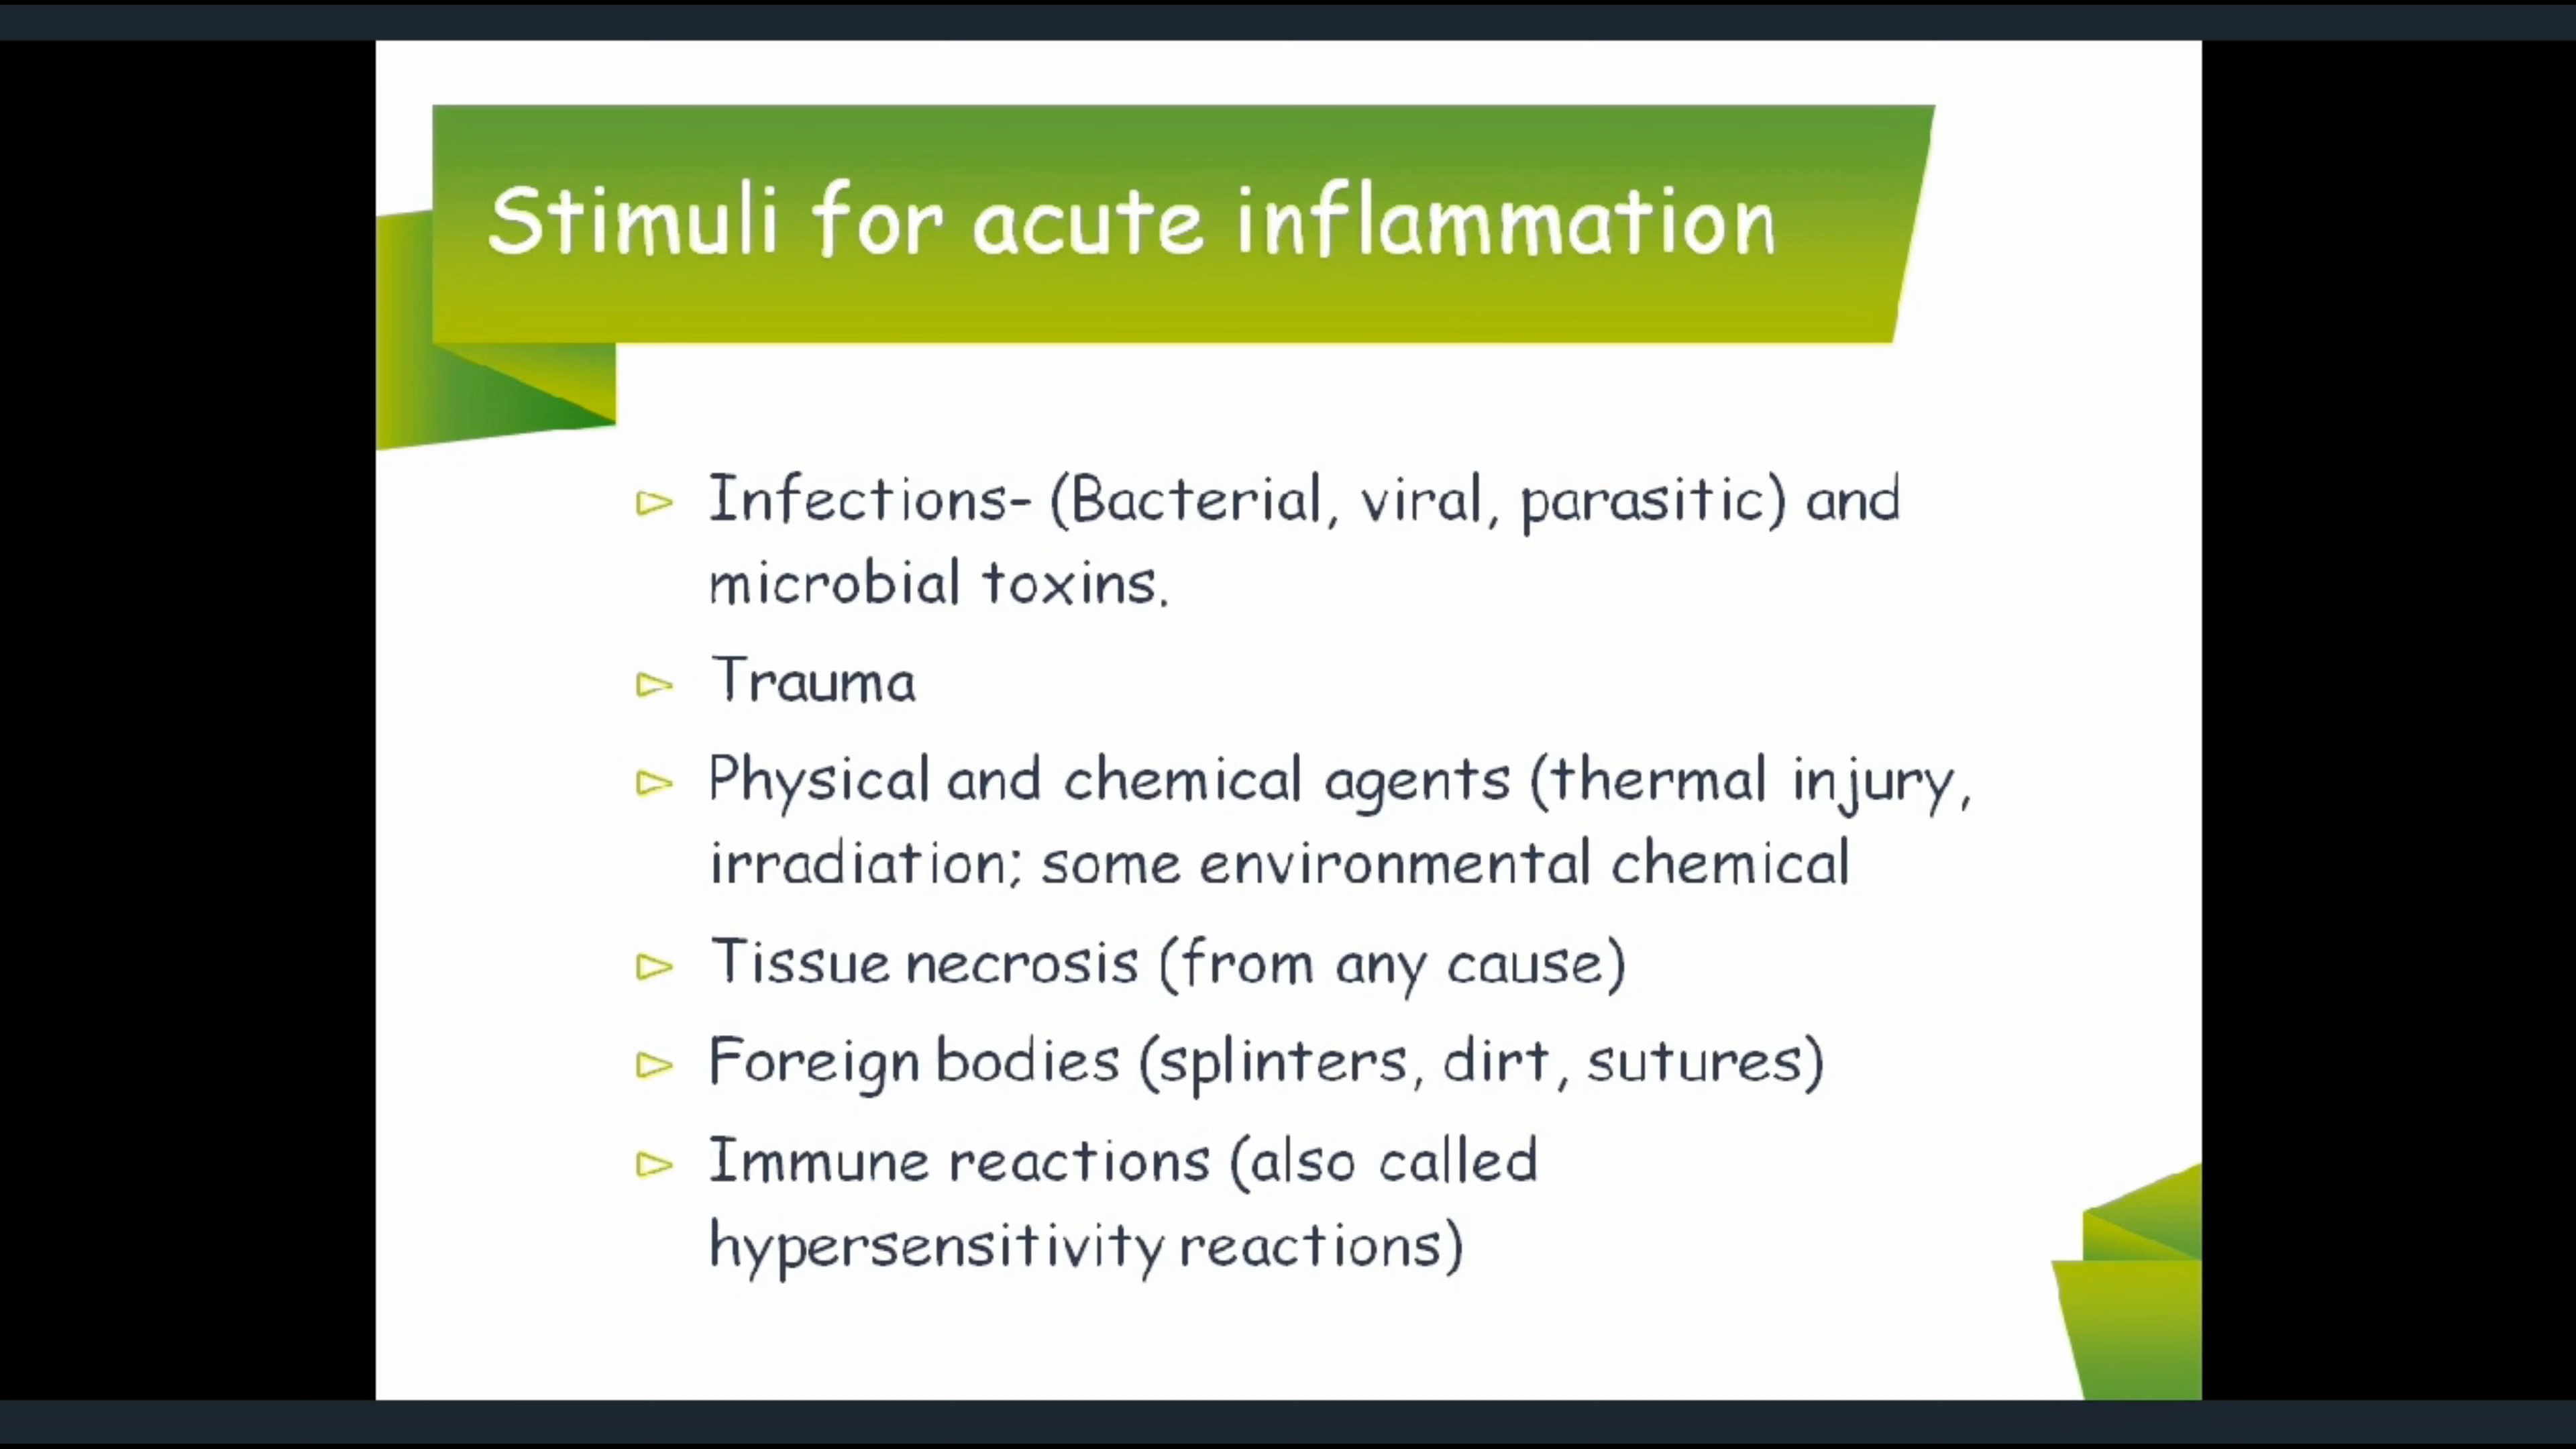 Stimuli for acute inflammation
Infections- (Bacterial, viral, parasitic) and
microbial toxins.
Trauma
Physical and chemical agents (thermal injury,
irradiation; some environmental chemical
Tissue necrosis (from any cause)
Foreign bodies (splinters, dirt, sutures)
Immune reactions (also called
hypersensitivity reactions)